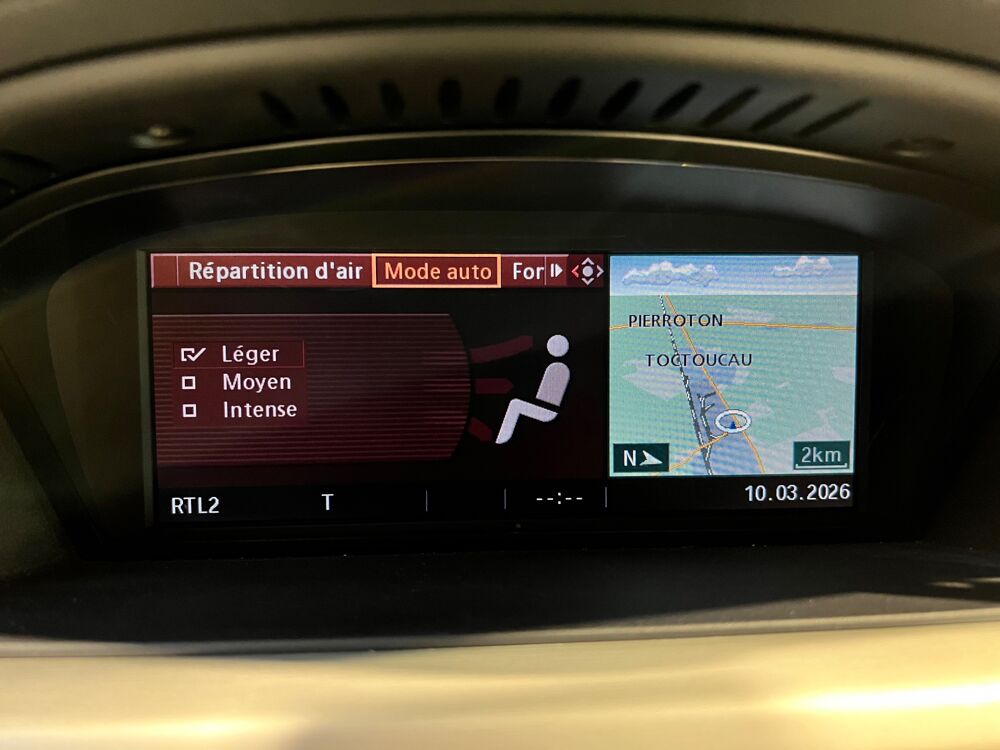 Répartition d'air Mode auto For
Léger
Moyen
Intense
PIERROTON
TOCTOUCAU
N
2km
RTL2 T --:-- 10.03.2026